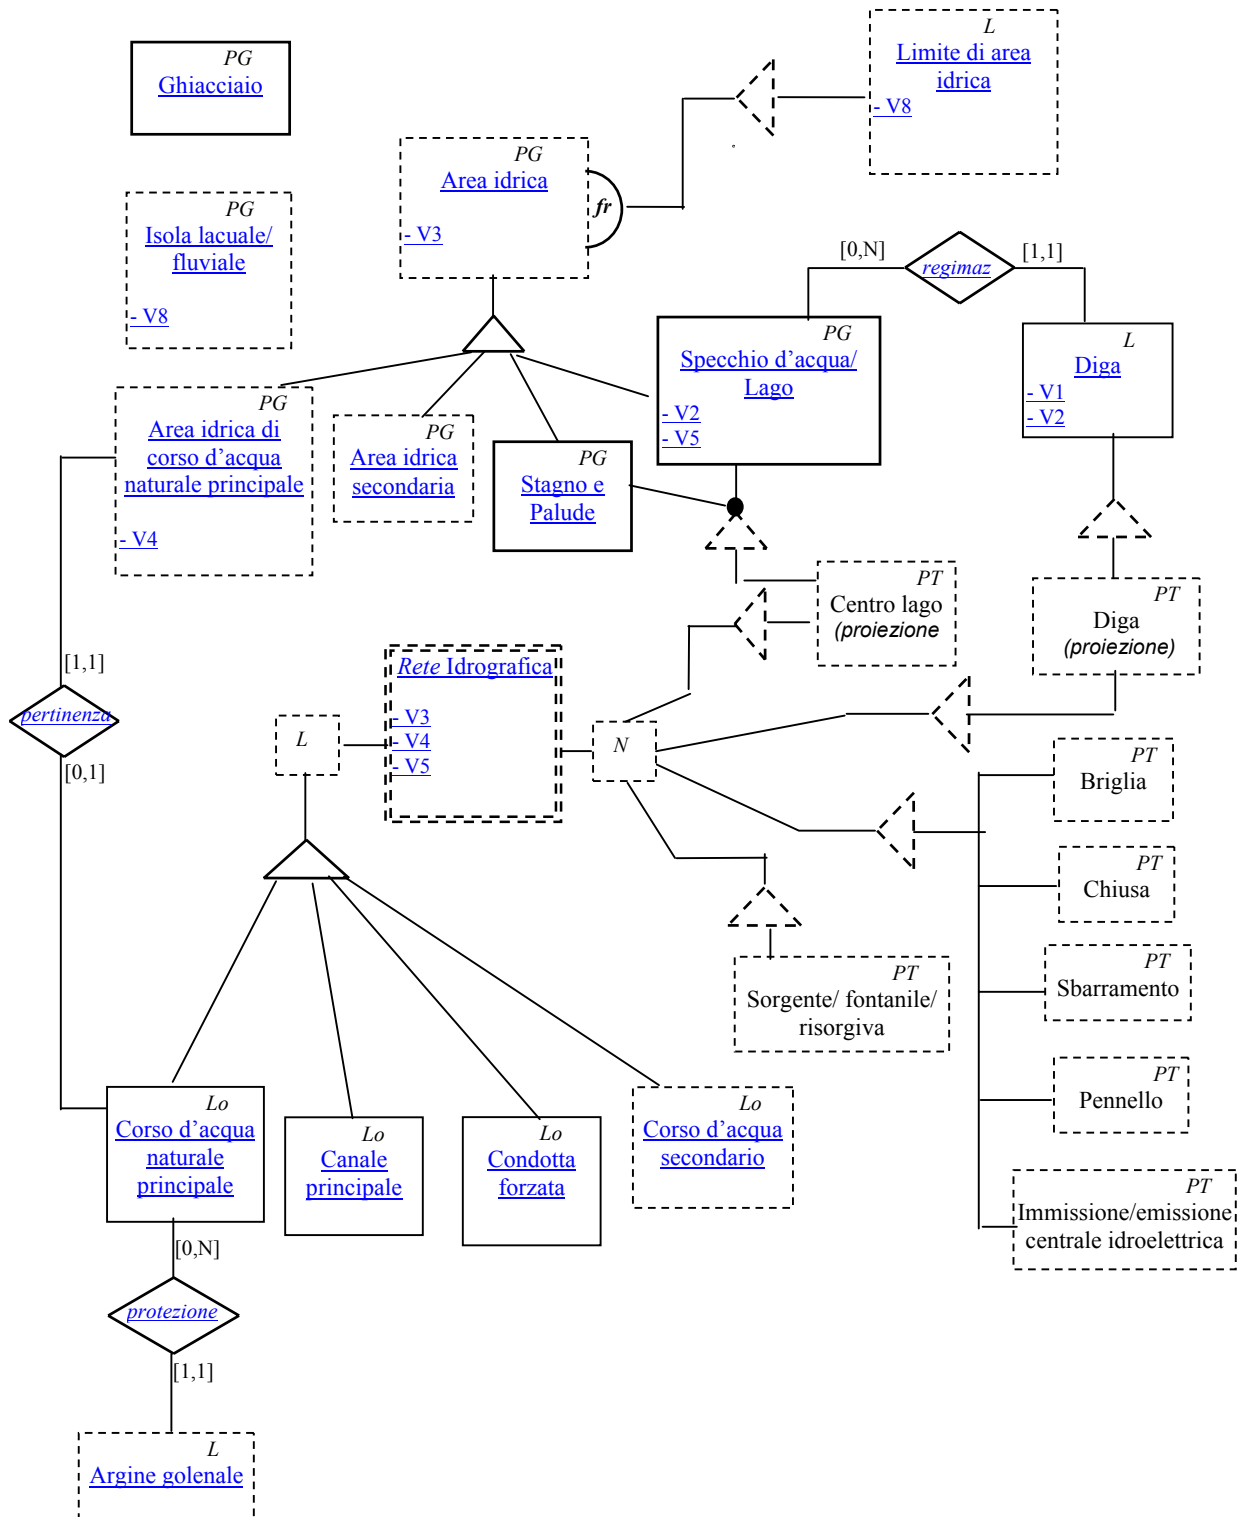 PG
Ghiacciaio
L
Limite di area
idrica
- V8
PG
Area idrica
- V3
fr
PG
Isola lacuale/
fluviale
- V8
[0,N]
regimaz
[1,1]
PG
Specchio d'acqua/
Lago
- V2
- V5
L
Diga
- V1
- V2
PG
Area idrica di
corso d'acqua
naturale principale
- V4
PG
Area idrica
secondaria
PG
Stagno e
Palude
PT
Centro lago
(proiezione
PT
Diga
(proiezione)
[1,1]
pertinenza
[0,1]
L
Rete Idrografica
- V3
- V4
- V5
N
PT
Briglia
PT
Chiusa
PT
Sbarramento
PT
Pennello
PT
Immissione/emissione
centrale idroelettrica
PT
Sorgente/ fontanile/
risorgiva
Lo
Corso d'acqua
naturale
principale
Lo
Canale
principale
Lo
Condotta
forzata
Lo
Corso d'acqua
secondario
[0,N]
protezione
[1,1]
L
Argine golenale